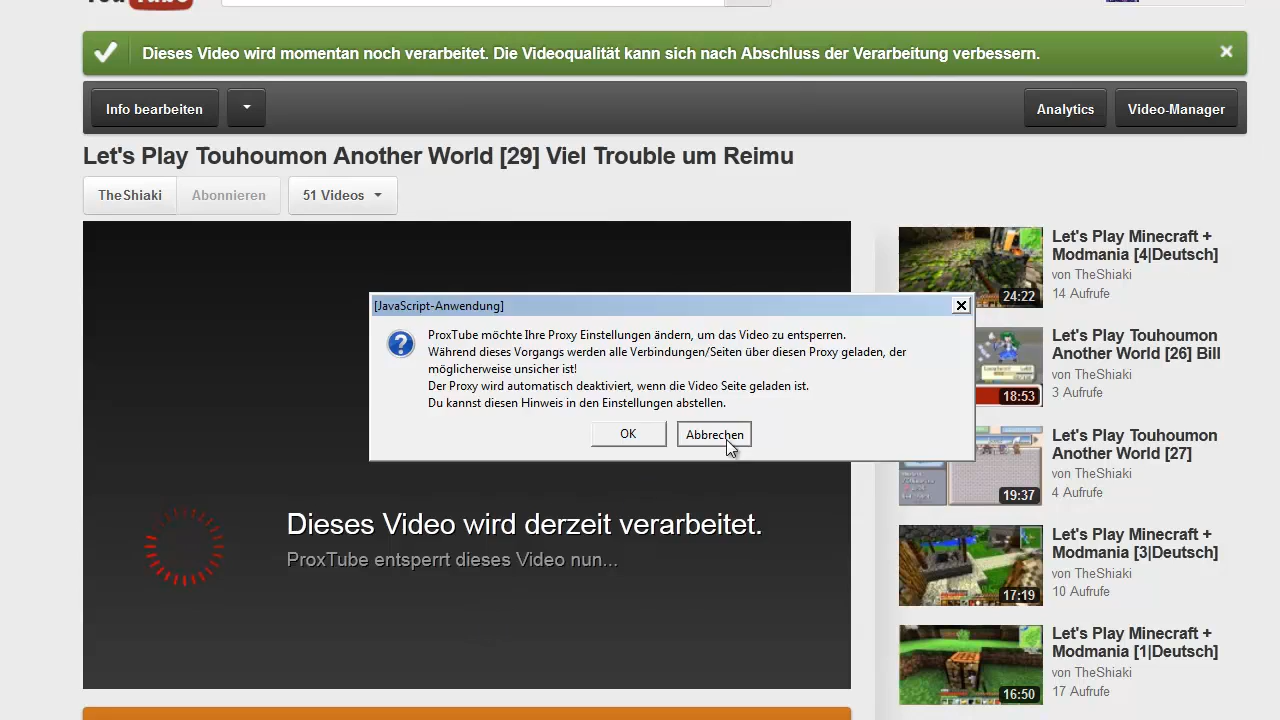 YouTube
Dieses Video wird momentan noch verarbeitet. Die Videoqualität kann sich nach Abschluss der Verarbeitung verbessern.
Info bearbeiten
Analytics
Video-Manager
Let's Play Touhoumon Another World [29] Viel Trouble um Reimu
TheShiaki
Abonnieren
51 Videos
[JavaScript-Anwendung]
ProxTube möchte Ihre Proxy Einstellungen ändern, um das Video zu entsperren.
Während dieses Vorgangs werden alle Verbindungen/Seiten über diesen Proxy geladen, der
möglicherweise unsicher ist!
Der Proxy wird automatisch deaktiviert, wenn die Video Seite geladen ist.
Du kannst diesen Hinweis in den Einstellungen abstellen.
OK
Abbrechen
Dieses Video wird derzeit verarbeitet.
ProxTube entsperrt dieses Video nun...
24:22
Let's Play Minecraft +
Modmania [4|Deutsch]
von TheShiaki
14 Aufrufe
18:53
Let's Play Touhoumon
Another World [26] Bill
von TheShiaki
3 Aufrufe
19:37
Let's Play Touhoumon
Another World [27]
von TheShiaki
4 Aufrufe
17:19
Let's Play Minecraft +
Modmania [3|Deutsch]
von TheShiaki
10 Aufrufe
16:50
Let's Play Minecraft +
Modmania [1|Deutsch]
von TheShiaki
17 Aufrufe